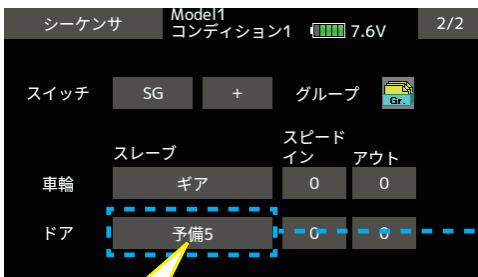 シーケンサ Model1 コンディション1 7.6V 2/2
スイッチ SG + グループ Gr.
スレーブ スピード イン アウト
車輪 ギア 0 0
ドア 予備5 0 0